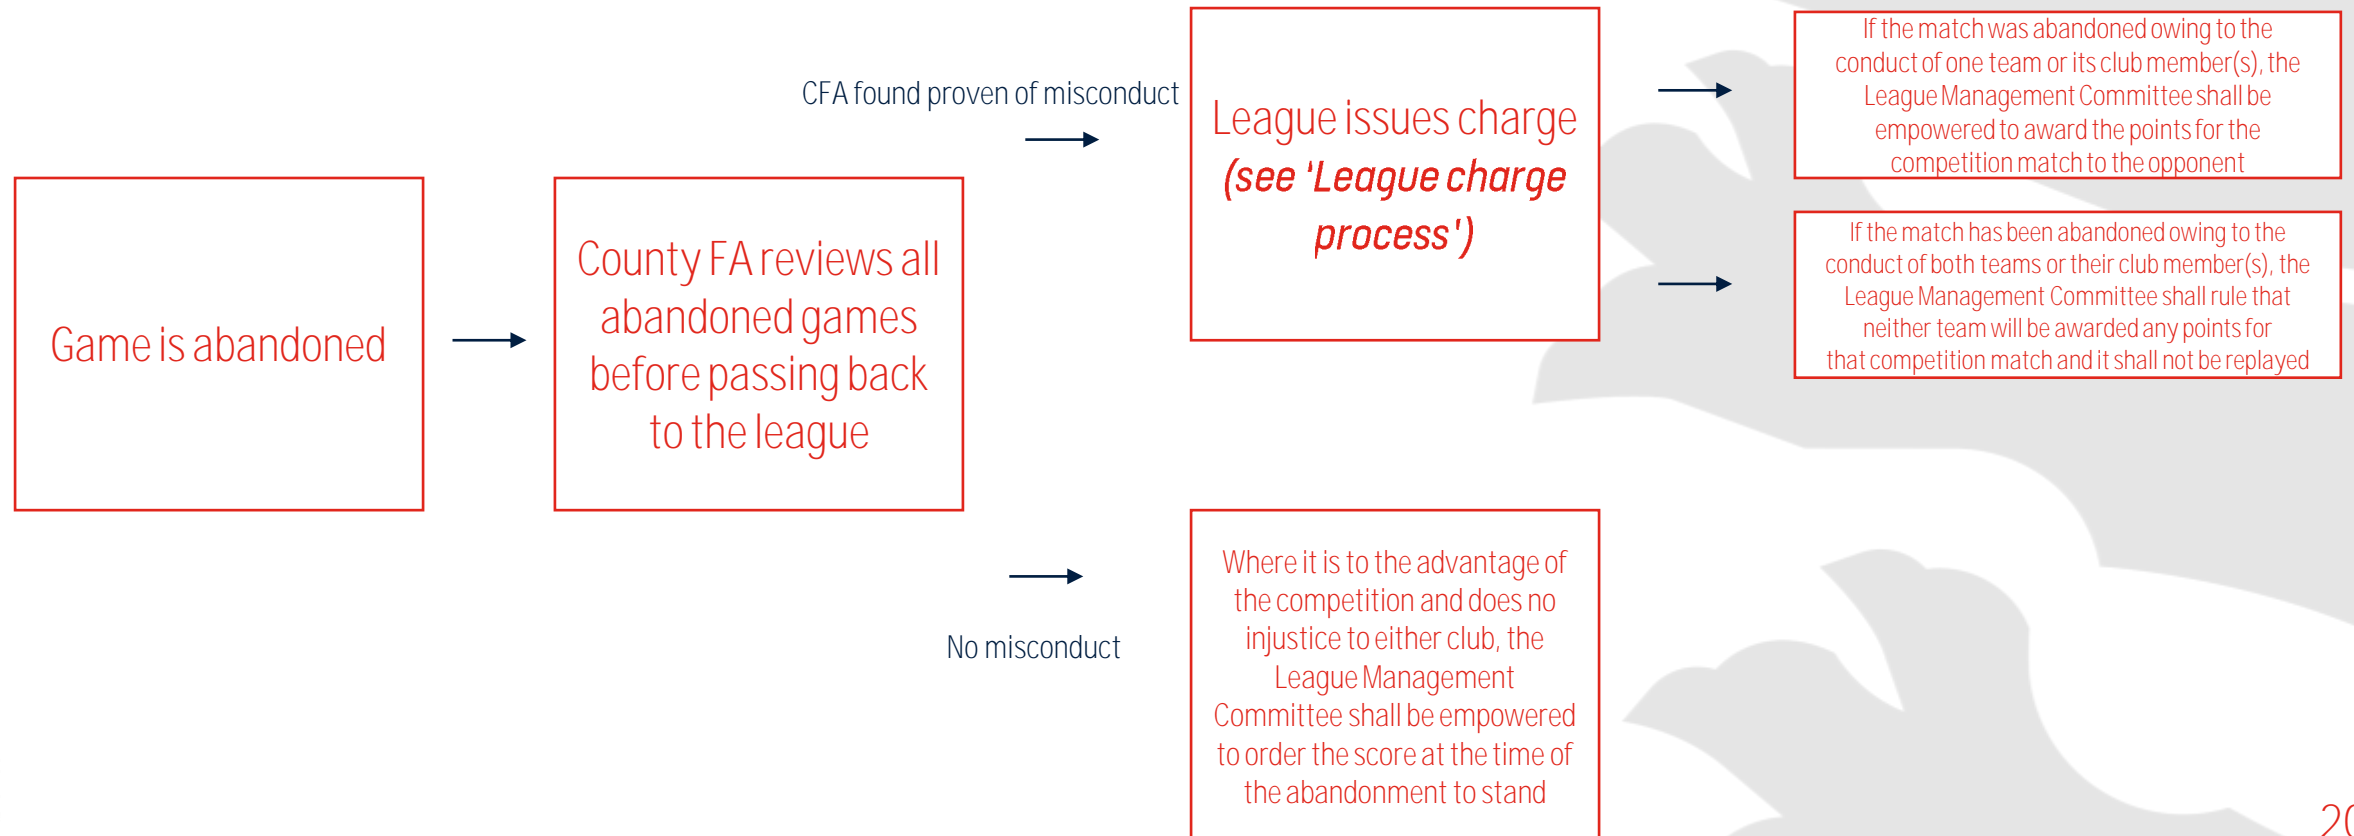 Game is abandoned
County FA reviews all
abandoned games
before passing back
to the league
CFA found proven of misconduct
League issues charge
(see 'League charge
process')
If the match was abandoned owing to the
conduct of one team or its club member(s), the
League Management Committee shall be
empowered to award the points for the
competition match to the opponent
If the match has been abandoned owing to the
conduct of both teams or their club member(s), the
League Management Committee shall rule that
neither team will be awarded any points for
that competition match and it shall not be replayed
No misconduct
Where it is to the advantage of
the competition and does no
injustice to either club, the
League Management
Committee shall be empowered
to order the score at the time of
the abandonment to stand
20